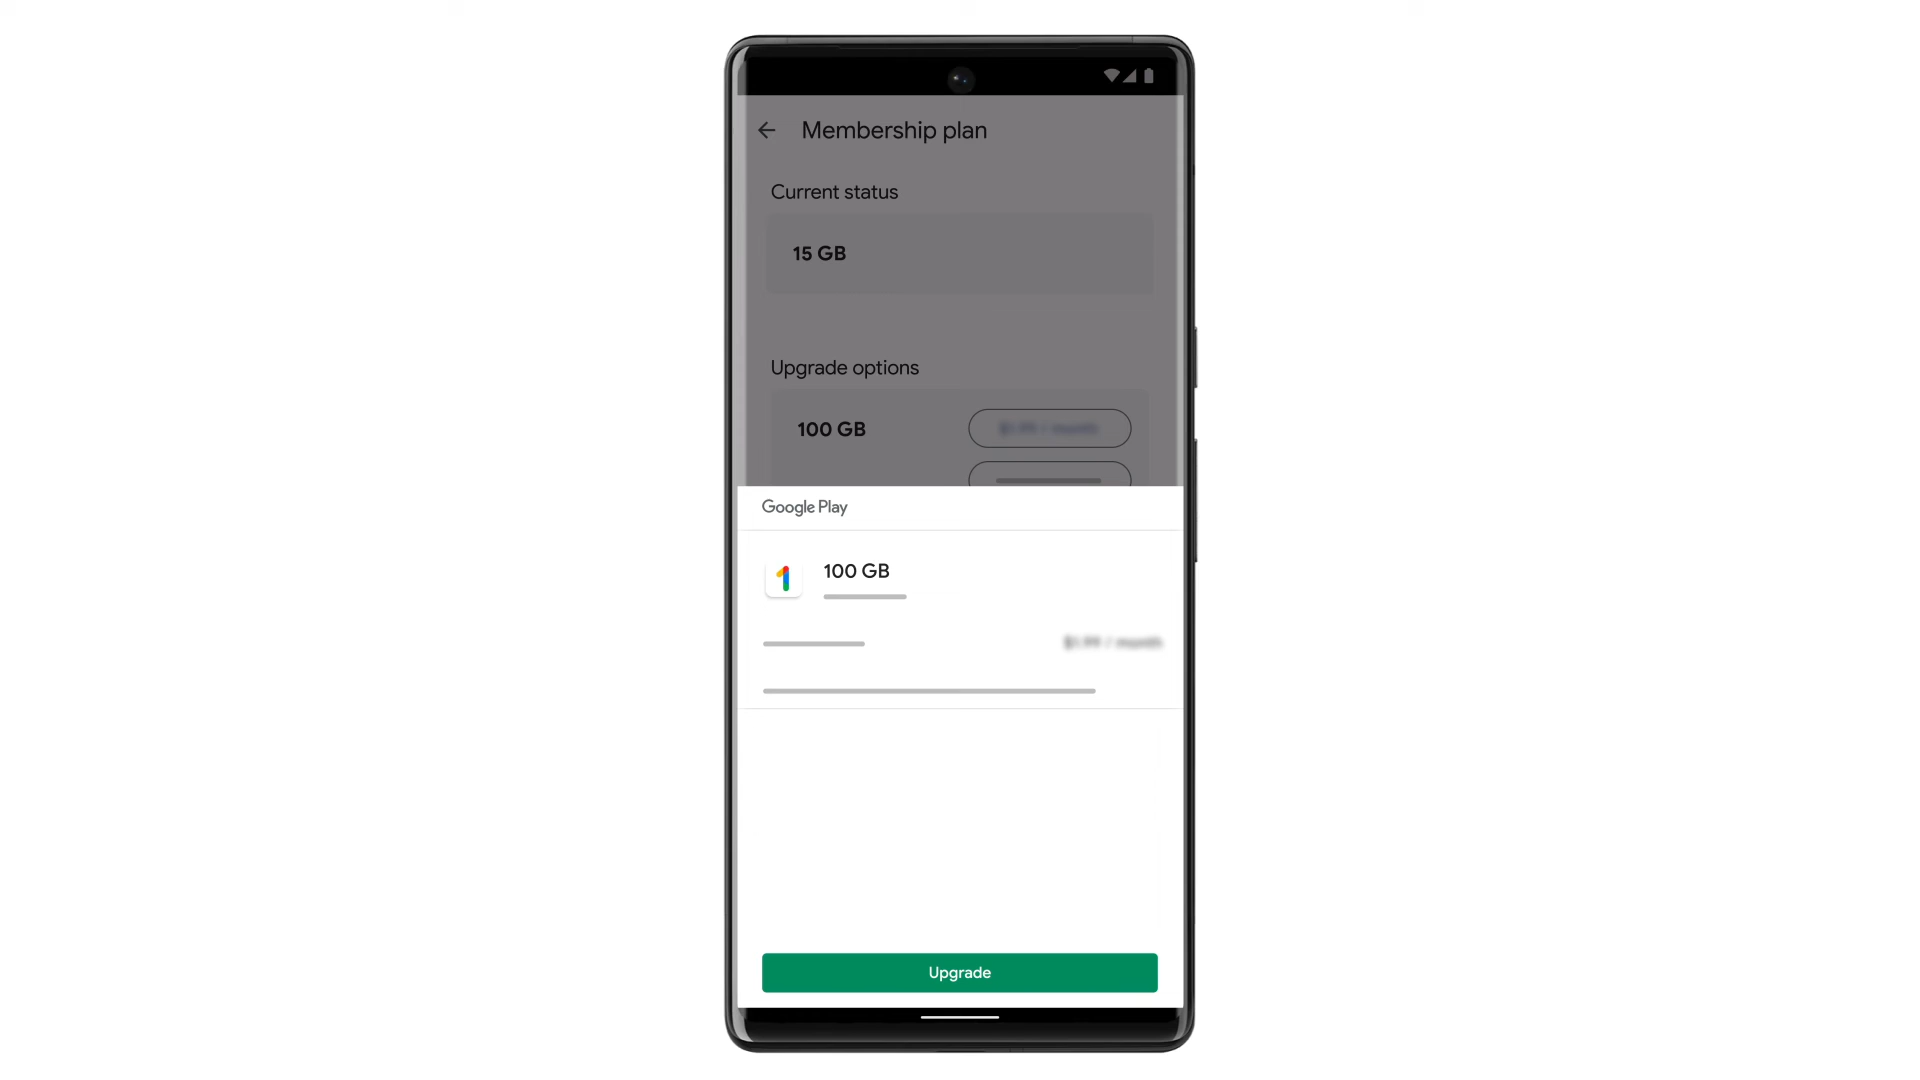 Membership plan
Current status
15 GB
Upgrade options
100 GB
Google Play
100 GB
Upgrade